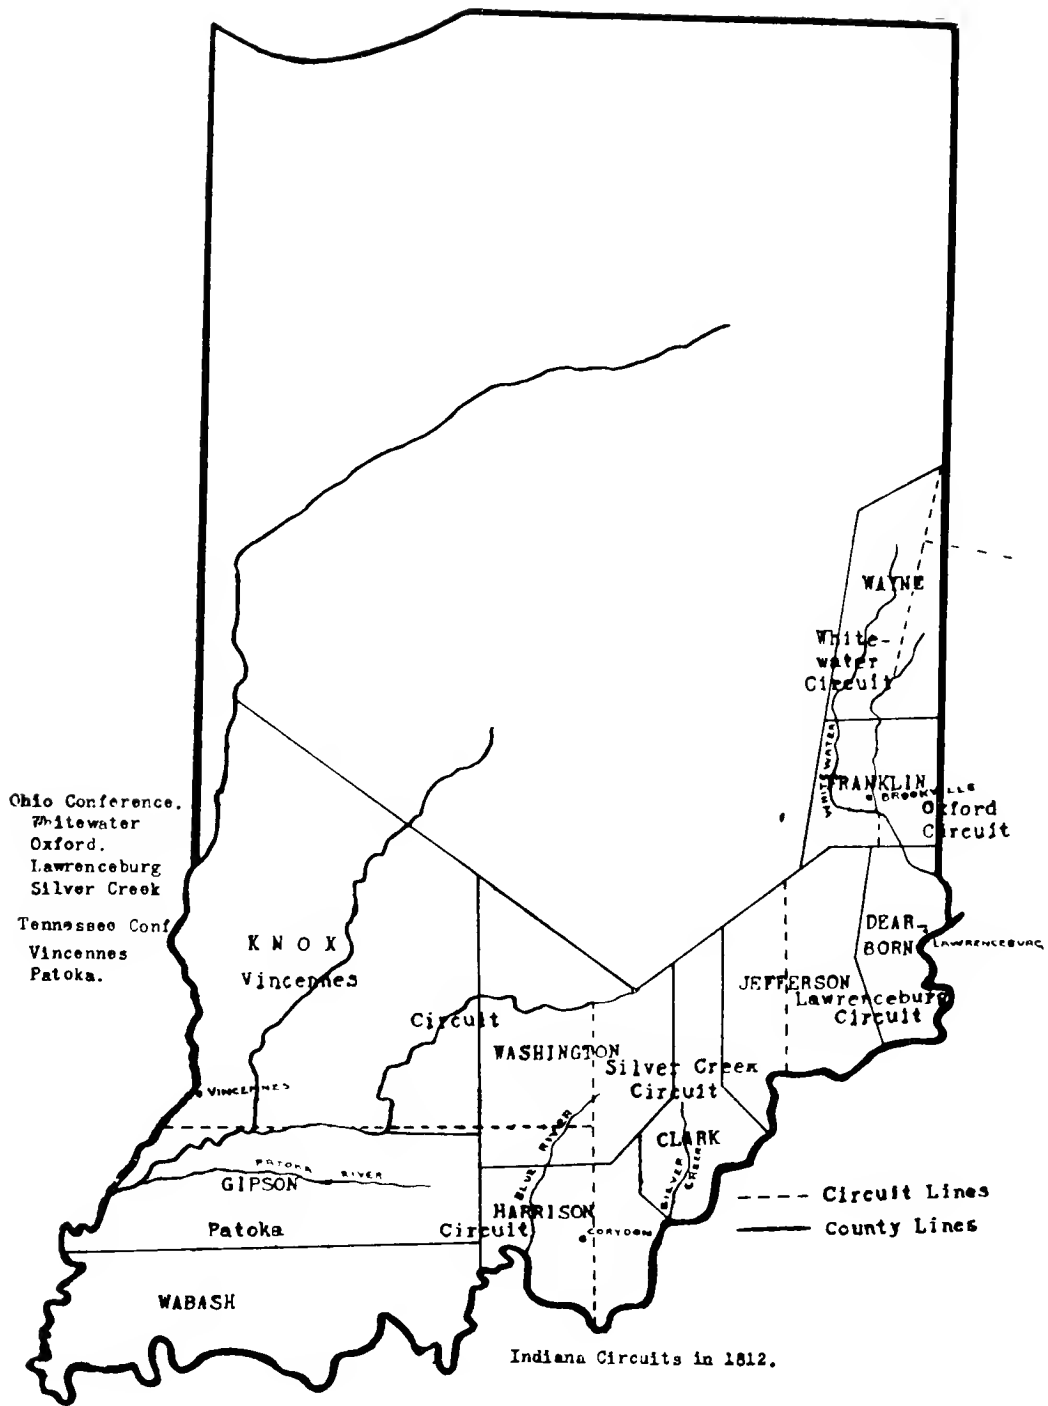 WAYNE
White-
water
Circuit
WHITEWATER
FRANKLIN
BROOKVILLE
Oxford
Circuit
Ohio Conference.
Whitewater
Oxford.
Lawrenceburg
Silver Creek
Tennessee Conf
Vincennes
Patoka.
KNOX
Vincennes
Circuit
DEAR-
BORN
LAWRENCEBURG
JEFFERSON
Lawrenceburg
Circuit
WASHINGTON
Silver Creek
Circuit
VINCENNES
BLUE RIVER
CLARK
SILVER
CREEK
PATOKA RIVER
GIPSON
HARRISON
Patoka Circuit
CORYDON
Circuit Lines
County Lines
WABASH
Indiana Circuits in 1812.